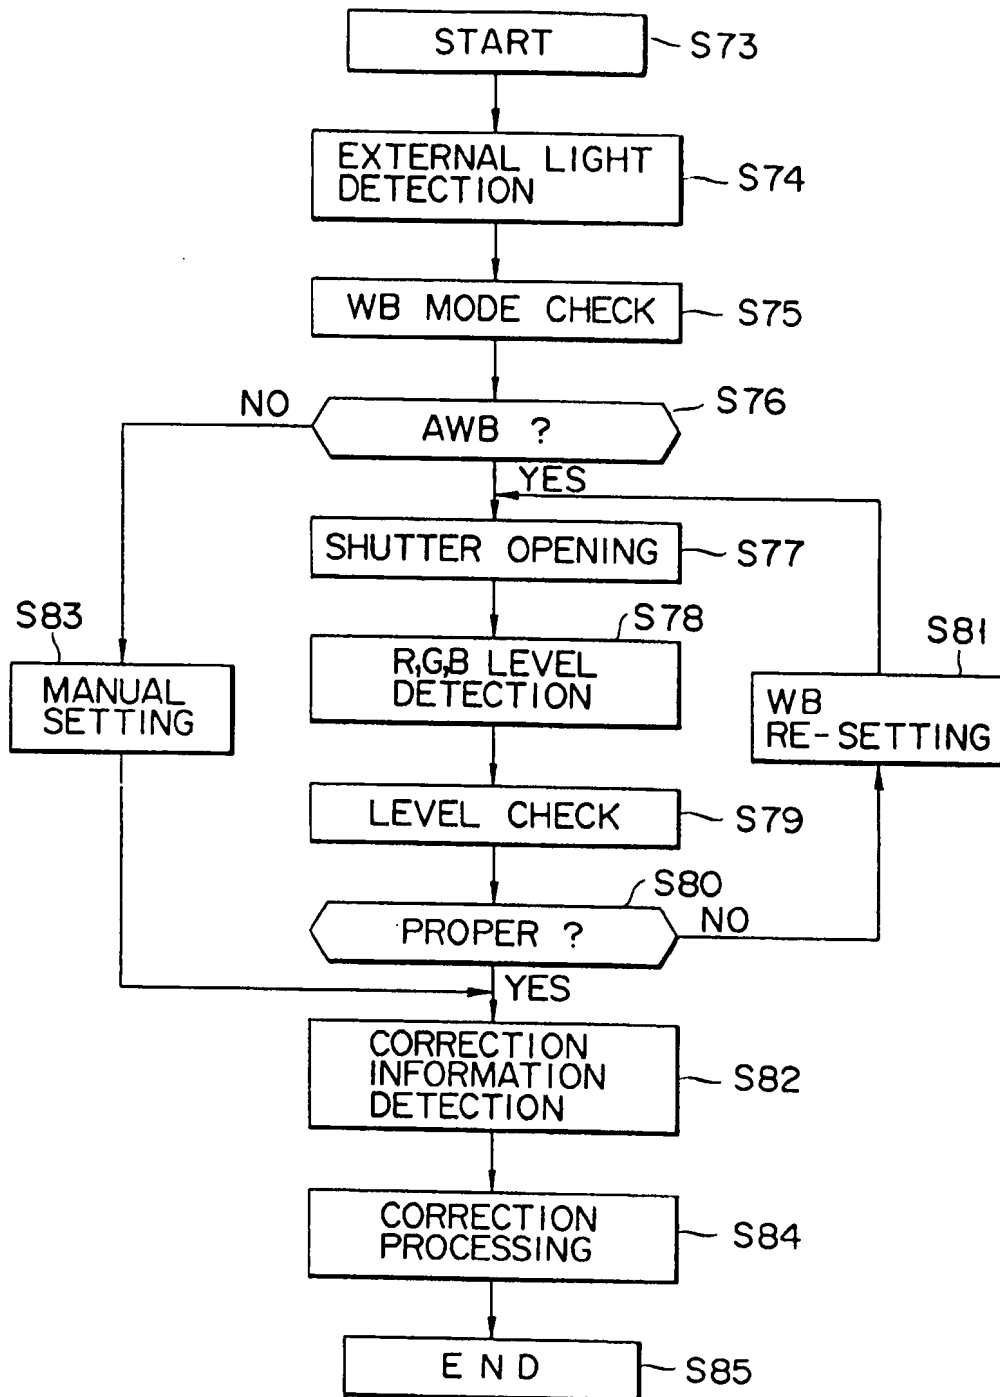 START
S73
EXTERNAL LIGHT
DETECTION
S74
WB MODE CHECK
S75
NO
AWB ?
S76
YES
SHUTTER OPENING
S77
S83
MANUAL
SETTING
S78
R,G,B LEVEL
DETECTION
S81
WB
RE-SETTING
LEVEL CHECK
S79
S80
PROPER ?
NO
YES
CORRECTION
INFORMATION
DETECTION
S82
CORRECTION
PROCESSING
S84
END
S85